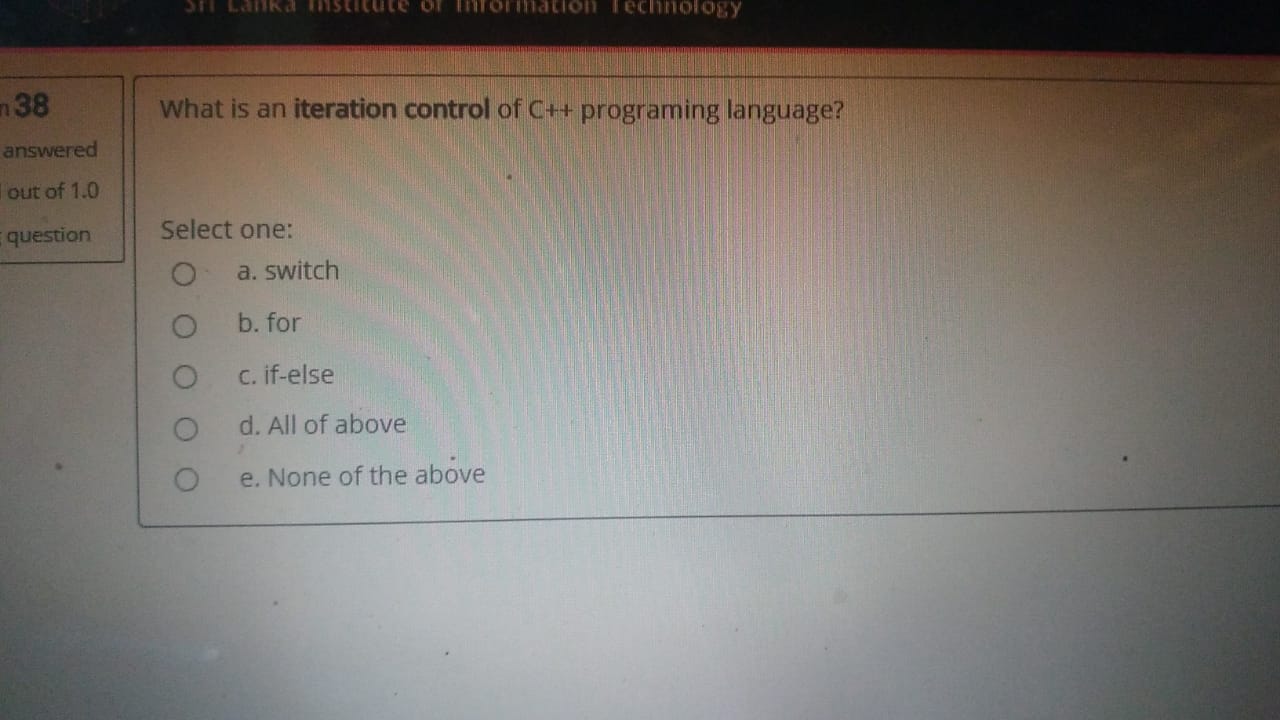 Sri Lanka Institute of Information Technology
38
answered
out of 1.0
question
What is an iteration control of C++ programing language?
Select one:
a. switch
b. for
c. if-else
d. All of above
e. None of the above